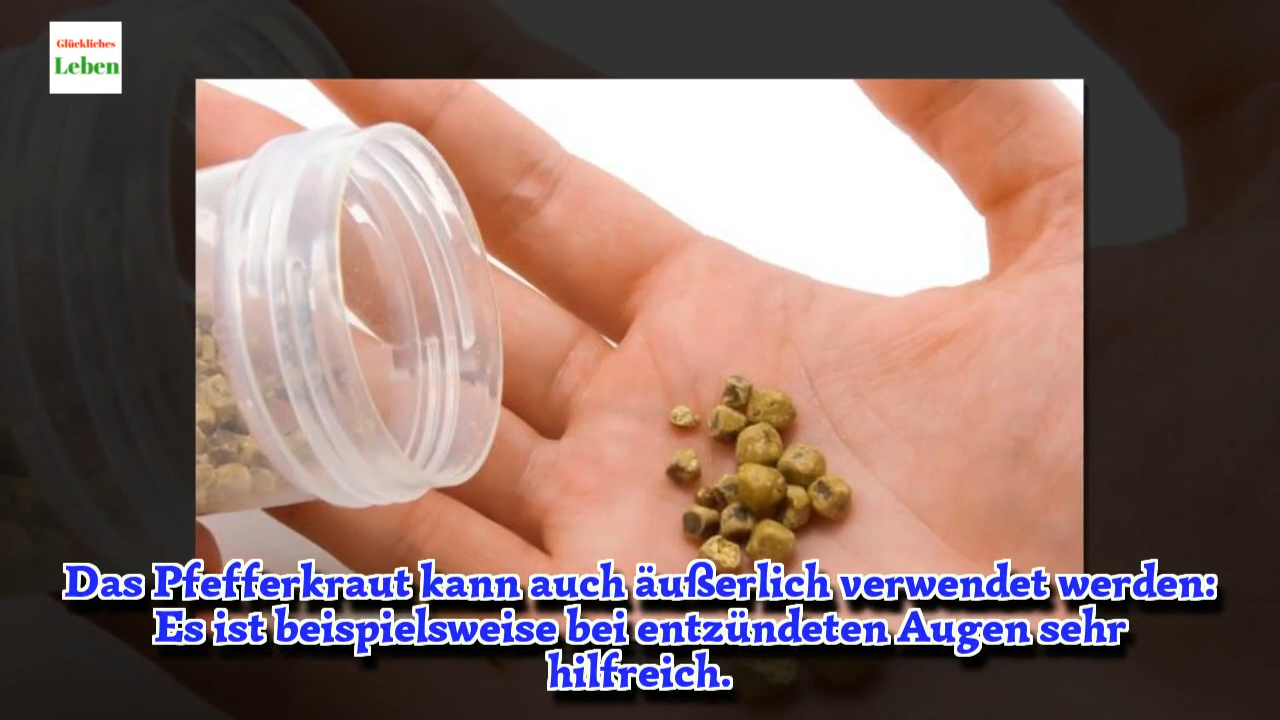 Glückliches
Leben
Das Pfefferkraut kann auch äußerlich verwendet werden:
Es ist beispielsweise bei entzündeten Augen sehr
hilfreich.